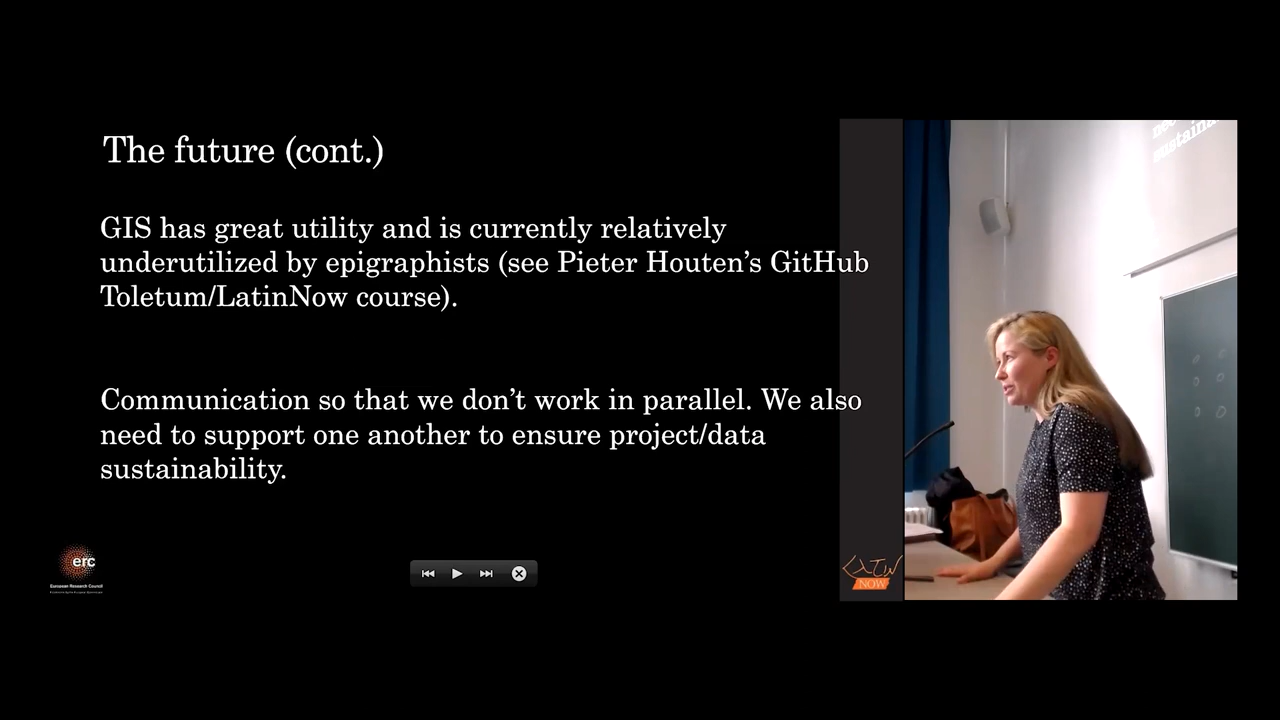 The future (cont.)
GIS has great utility and is currently relatively
underutilized by epigraphists (see Pieter Houten's GitHub
Toletum/LatinNow course).
Communication so that we don't work in parallel. We also
need to support one another to ensure project/data
sustainability.
erc
European Research Council
LATIN
NOW